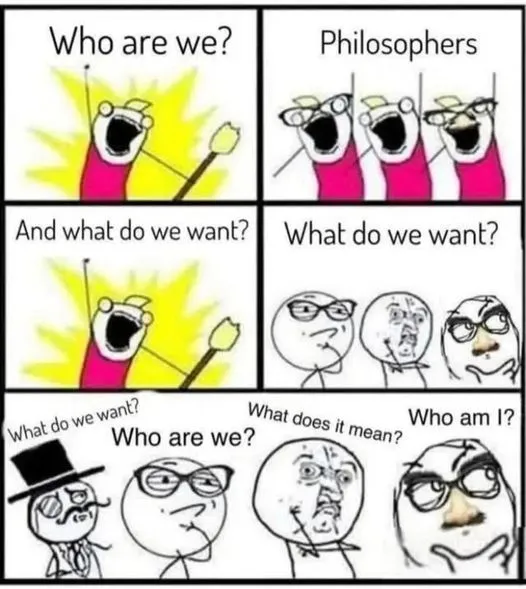 Who are we?
Philosophers
And what do we want?
What do we want?
What do we want?
Who are we?
What does it mean?
Who am I?